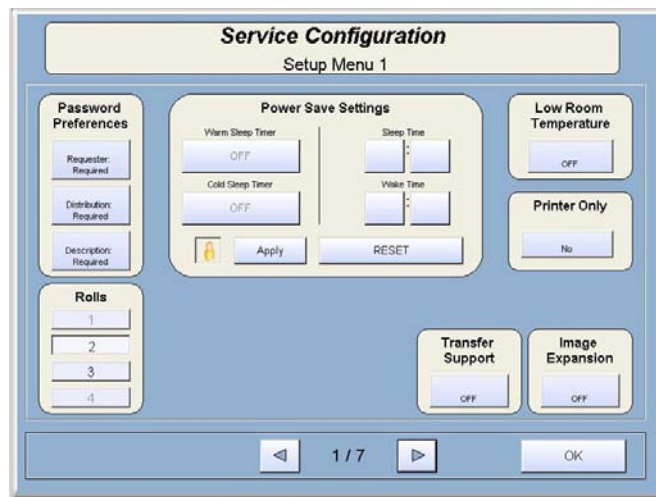 Service Configuration
Setup Menu 1
Password
Preferences
Requester:
Required
Distribution:
Required
Description:
Required
Rolls
1
2
3
4
Power Save Settings
Warm Sleep Timer
OFF
Cold Sleep Timer
OFF
Sleep Time
:
Wake Time
:
Apply
RESET
Low Room
Temperature
OFF
Printer Only
No
Transfer
Support
OFF
Image
Expansion
OFF
1 / 7
OK